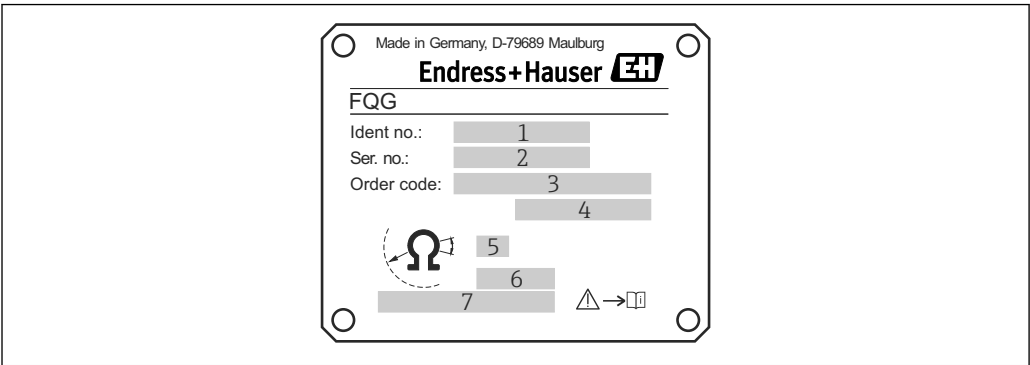 Made in Germany, D-79689 Maulburg
Endress+Hauser EH
FQG
Ident no.: 1
Ser. no.: 2
Order code: 3
4
Ω 5
6
7
i